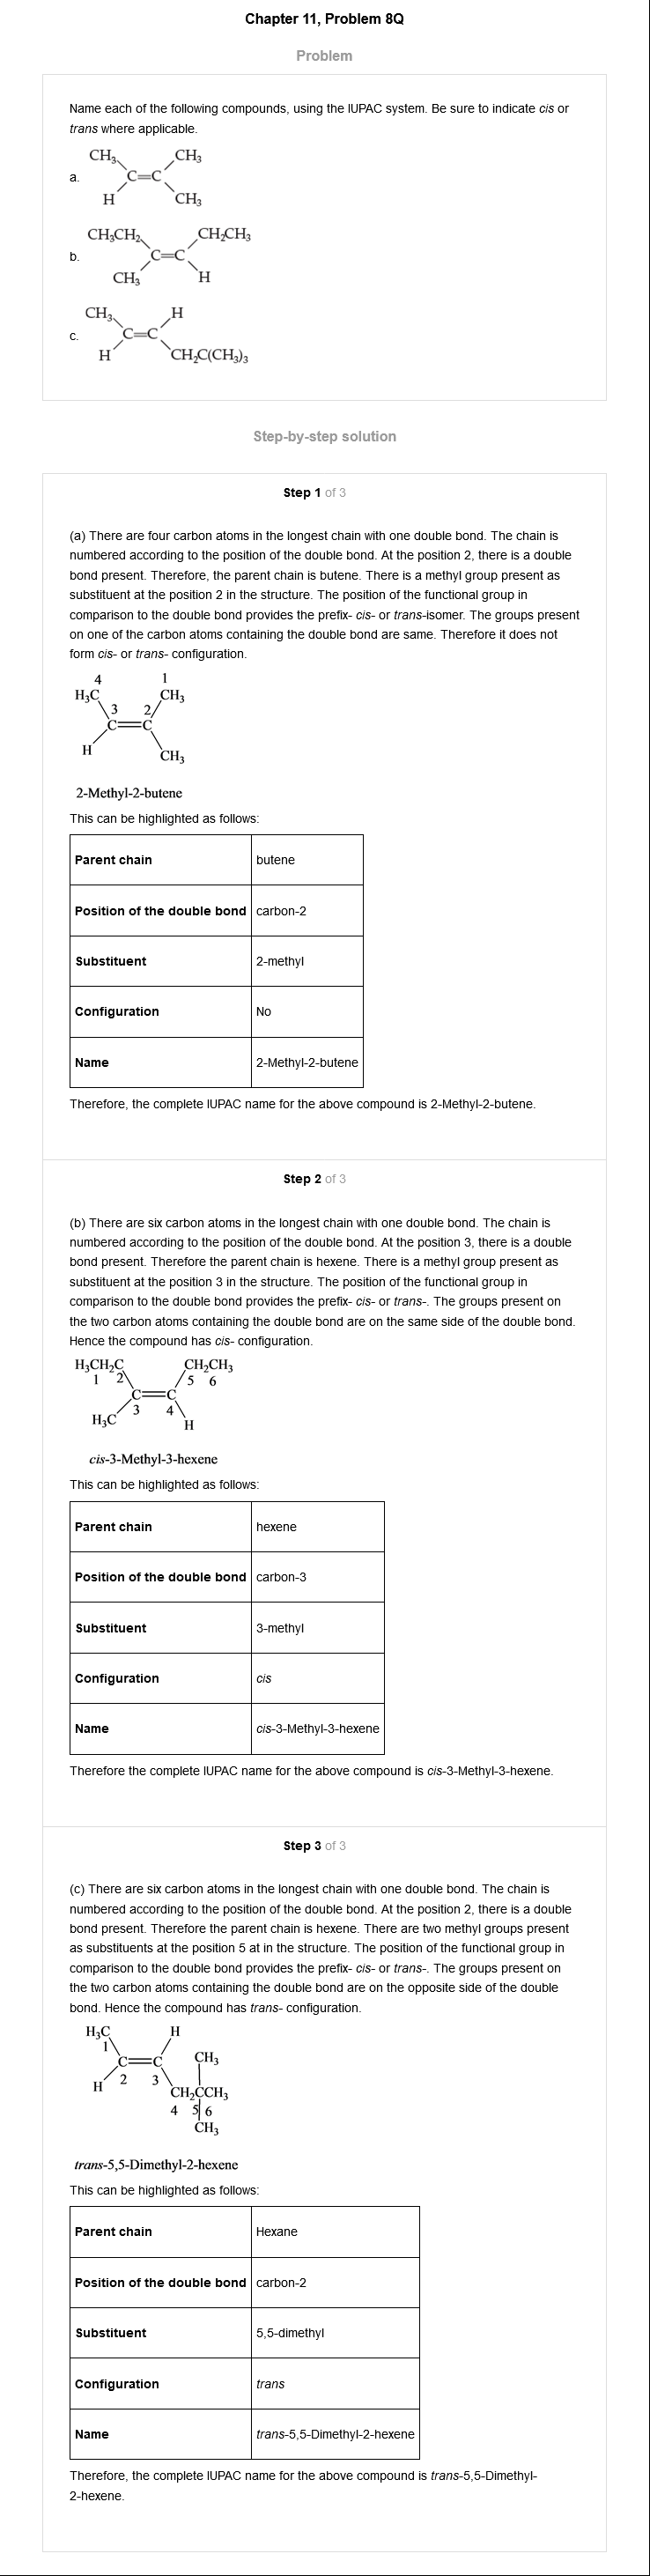 Chapter 11, Problem 8Q
Problem
Name each of the following compounds, using the IUPAC system. Be sure to indicate cis or
trans where applicable.
CH₃ CH₃
a. C=C
H CH₃
CH₃CH₂ CH₂CH₃
b. C=C
CH₃ H
CH₃ H
c. C=C
H CH₂C(CH₃)₃
Step-by-step solution
Step 1 of 3
(a) There are four carbon atoms in the longest chain with one double bond. The chain is
numbered according to the position of the double bond. At the position 2, there is a double
bond present. Therefore, the parent chain is butene. There is a methyl group present as
substituent at the position 2 in the structure. The position of the functional group in
comparison to the double bond provides the prefix- cis- or trans-isomer. The groups present
on one of the carbon atoms containing the double bond are same. Therefore it does not
form cis- or trans- configuration.
4 1
H₃C CH₃
3 2
C=C
H CH₃
2-Methyl-2-butene
This can be highlighted as follows:
Parent chain butene
Position of the double bond carbon-2
Substituent 2-methyl
Configuration No
Name 2-Methyl-2-butene
Therefore, the complete IUPAC name for the above compound is 2-Methyl-2-butene.
Step 2 of 3
(b) There are six carbon atoms in the longest chain with one double bond. The chain is
numbered according to the position of the double bond. At the position 3, there is a double
bond present. Therefore the parent chain is hexene. There is a methyl group present as
substituent at the position 3 in the structure. The position of the functional group in
comparison to the double bond provides the prefix- cis- or trans-. The groups present on
the two carbon atoms containing the double bond are on the same side of the double bond.
Hence the compound has cis- configuration.
H₃CH₂C CH₂CH₃
1 2 5 6
C=C
3 4
H₃C H
cis-3-Methyl-3-hexene
This can be highlighted as follows:
Parent chain hexene
Position of the double bond carbon-3
Substituent 3-methyl
Configuration cis
Name cis-3-Methyl-3-hexene
Therefore the complete IUPAC name for the above compound is cis-3-Methyl-3-hexene.
Step 3 of 3
(c) There are six carbon atoms in the longest chain with one double bond. The chain is
numbered according to the position of the double bond. At the position 2, there is a double
bond present. Therefore the parent chain is hexene. There are two methyl groups present
as substituents at the position 5 at in the structure. The position of the functional group in
comparison to the double bond provides the prefix- cis- or trans-. The groups present on
the two carbon atoms containing the double bond are on the opposite side of the double
bond. Hence the compound has trans- configuration.
H₃C H
1
C=C CH₃
H 2 3
CH₂CCH₃
4 5 6
CH₃
trans-5,5-Dimethyl-2-hexene
This can be highlighted as follows:
Parent chain Hexane
Position of the double bond carbon-2
Substituent 5,5-dimethyl
Configuration trans
Name trans-5,5-Dimethyl-2-hexene
Therefore, the complete IUPAC name for the above compound is trans-5,5-Dimethyl-
2-hexene.